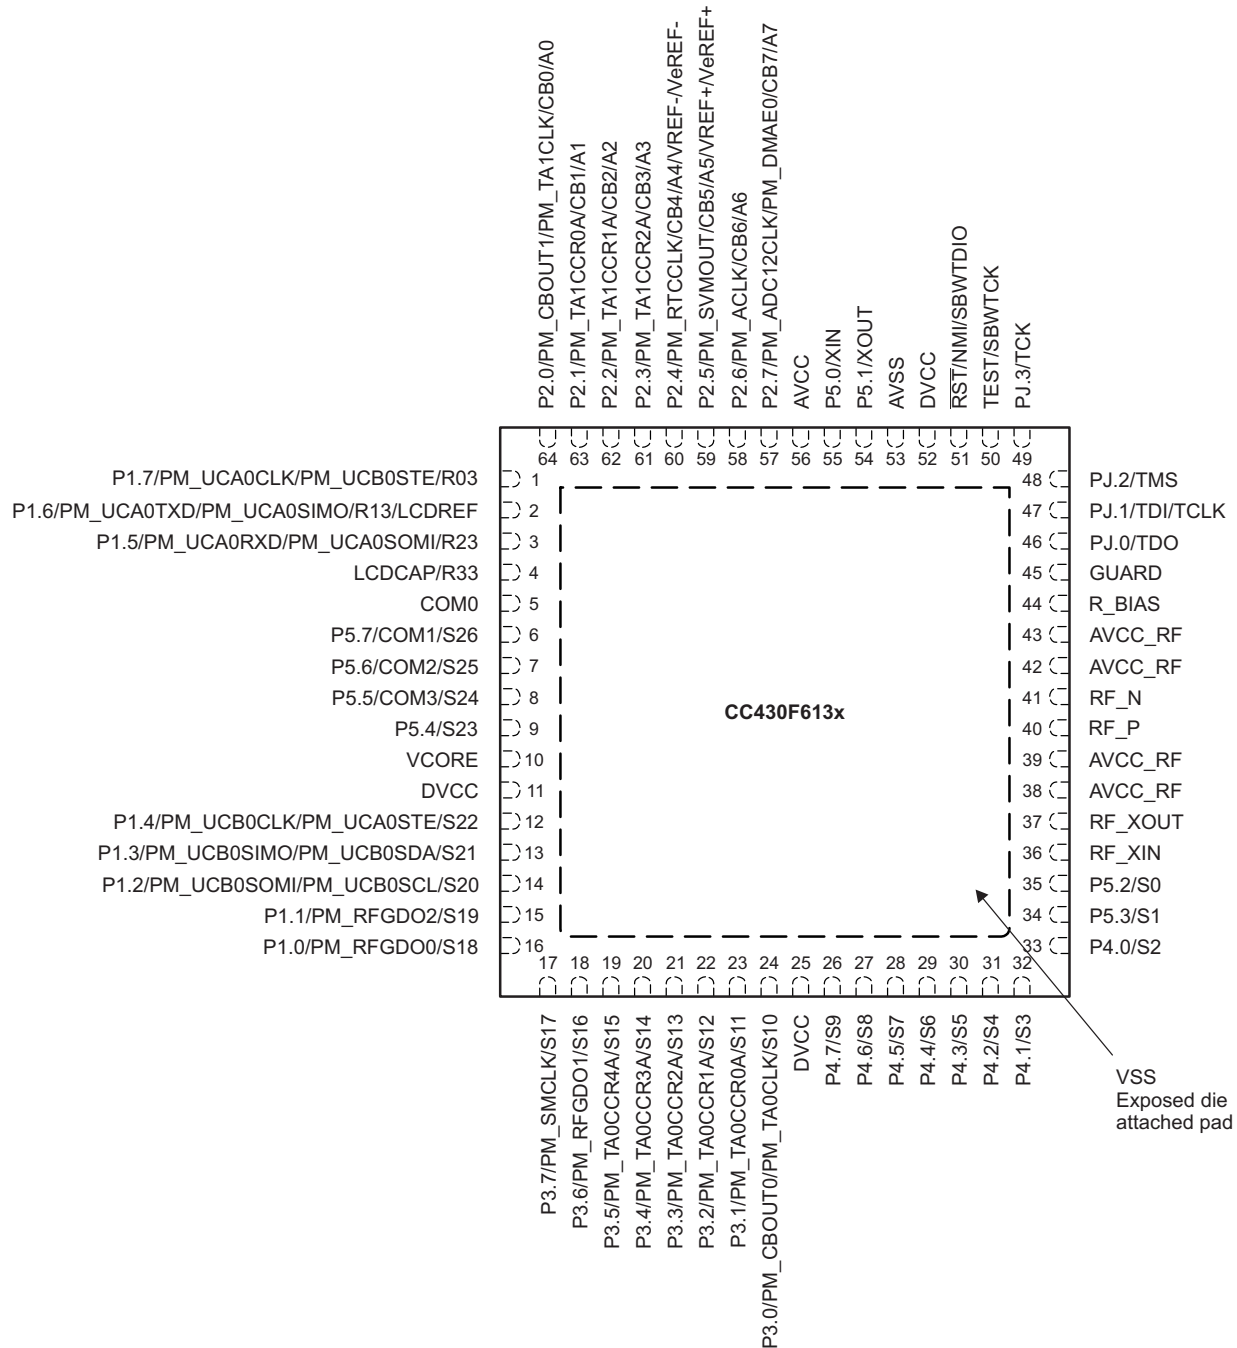 P2.0/PM_CBOUT1/PM_TA1CLK/CB0/A0
P2.1/PM_TA1CCR0A/CB1/A1
P2.2/PM_TA1CCR1A/CB2/A2
P2.3/PM_TA1CCR2A/CB3/A3
P2.4/PM_RTCCLK/CB4/A4/VREF-/VeREF-
P2.5/PM_SVMOUT/CB5/A5/VREF+/VeREF+
P2.6/PM_ACLK/CB6/A6
P2.7/PM_ADC12CLK/PM_DMAE0/CB7/A7
AVCC
P5.0/XIN
P5.1/XOUT
AVSS
DVCC
RST/NMI/SBWTDIO
TEST/SBWTCK
PJ.3/TCK
64 63 62 61 60 59 58 57 56 55 54 53 52 51 50 49
P1.7/PM_UCA0CLK/PM_UCB0STE/R03 1
P1.6/PM_UCA0TXD/PM_UCA0SIMO/R13/LCDREF 2
P1.5/PM_UCA0RXD/PM_UCA0SOMI/R23 3
LCDCAP/R33 4
COM0 5
P5.7/COM1/S26 6
P5.6/COM2/S25 7
P5.5/COM3/S24 8
P5.4/S23 9
VCORE 10
DVCC 11
P1.4/PM_UCB0CLK/PM_UCA0STE/S22 12
P1.3/PM_UCB0SIMO/PM_UCB0SDA/S21 13
P1.2/PM_UCB0SOMI/PM_UCB0SCL/S20 14
P1.1/PM_RFGDO2/S19 15
P1.0/PM_RFGDO0/S18 16
CC430F613x
48 PJ.2/TMS
47 PJ.1/TDI/TCLK
46 PJ.0/TDO
45 GUARD
44 R_BIAS
43 AVCC_RF
42 AVCC_RF
41 RF_N
40 RF_P
39 AVCC_RF
38 AVCC_RF
37 RF_XOUT
36 RF_XIN
35 P5.2/S0
34 P5.3/S1
33 P4.0/S2
17 18 19 20 21 22 23 24 25 26 27 28 29 30 31 32
P3.7/PM_SMCLK/S17
P3.6/PM_RFGDO1/S16
P3.5/PM_TA0CCR4A/S15
P3.4/PM_TA0CCR3A/S14
P3.3/PM_TA0CCR2A/S13
P3.2/PM_TA0CCR1A/S12
P3.1/PM_TA0CCR0A/S11
P3.0/PM_CBOUT0/PM_TA0CLK/S10
DVCC
P4.7/S9
P4.6/S8
P4.5/S7
P4.4/S6
P4.3/S5
P4.2/S4
P4.1/S3
VSS
Exposed die
attached pad